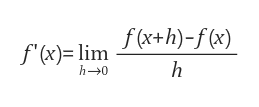 f'(x)= lim h→0 f(x+h)-f(x) / h